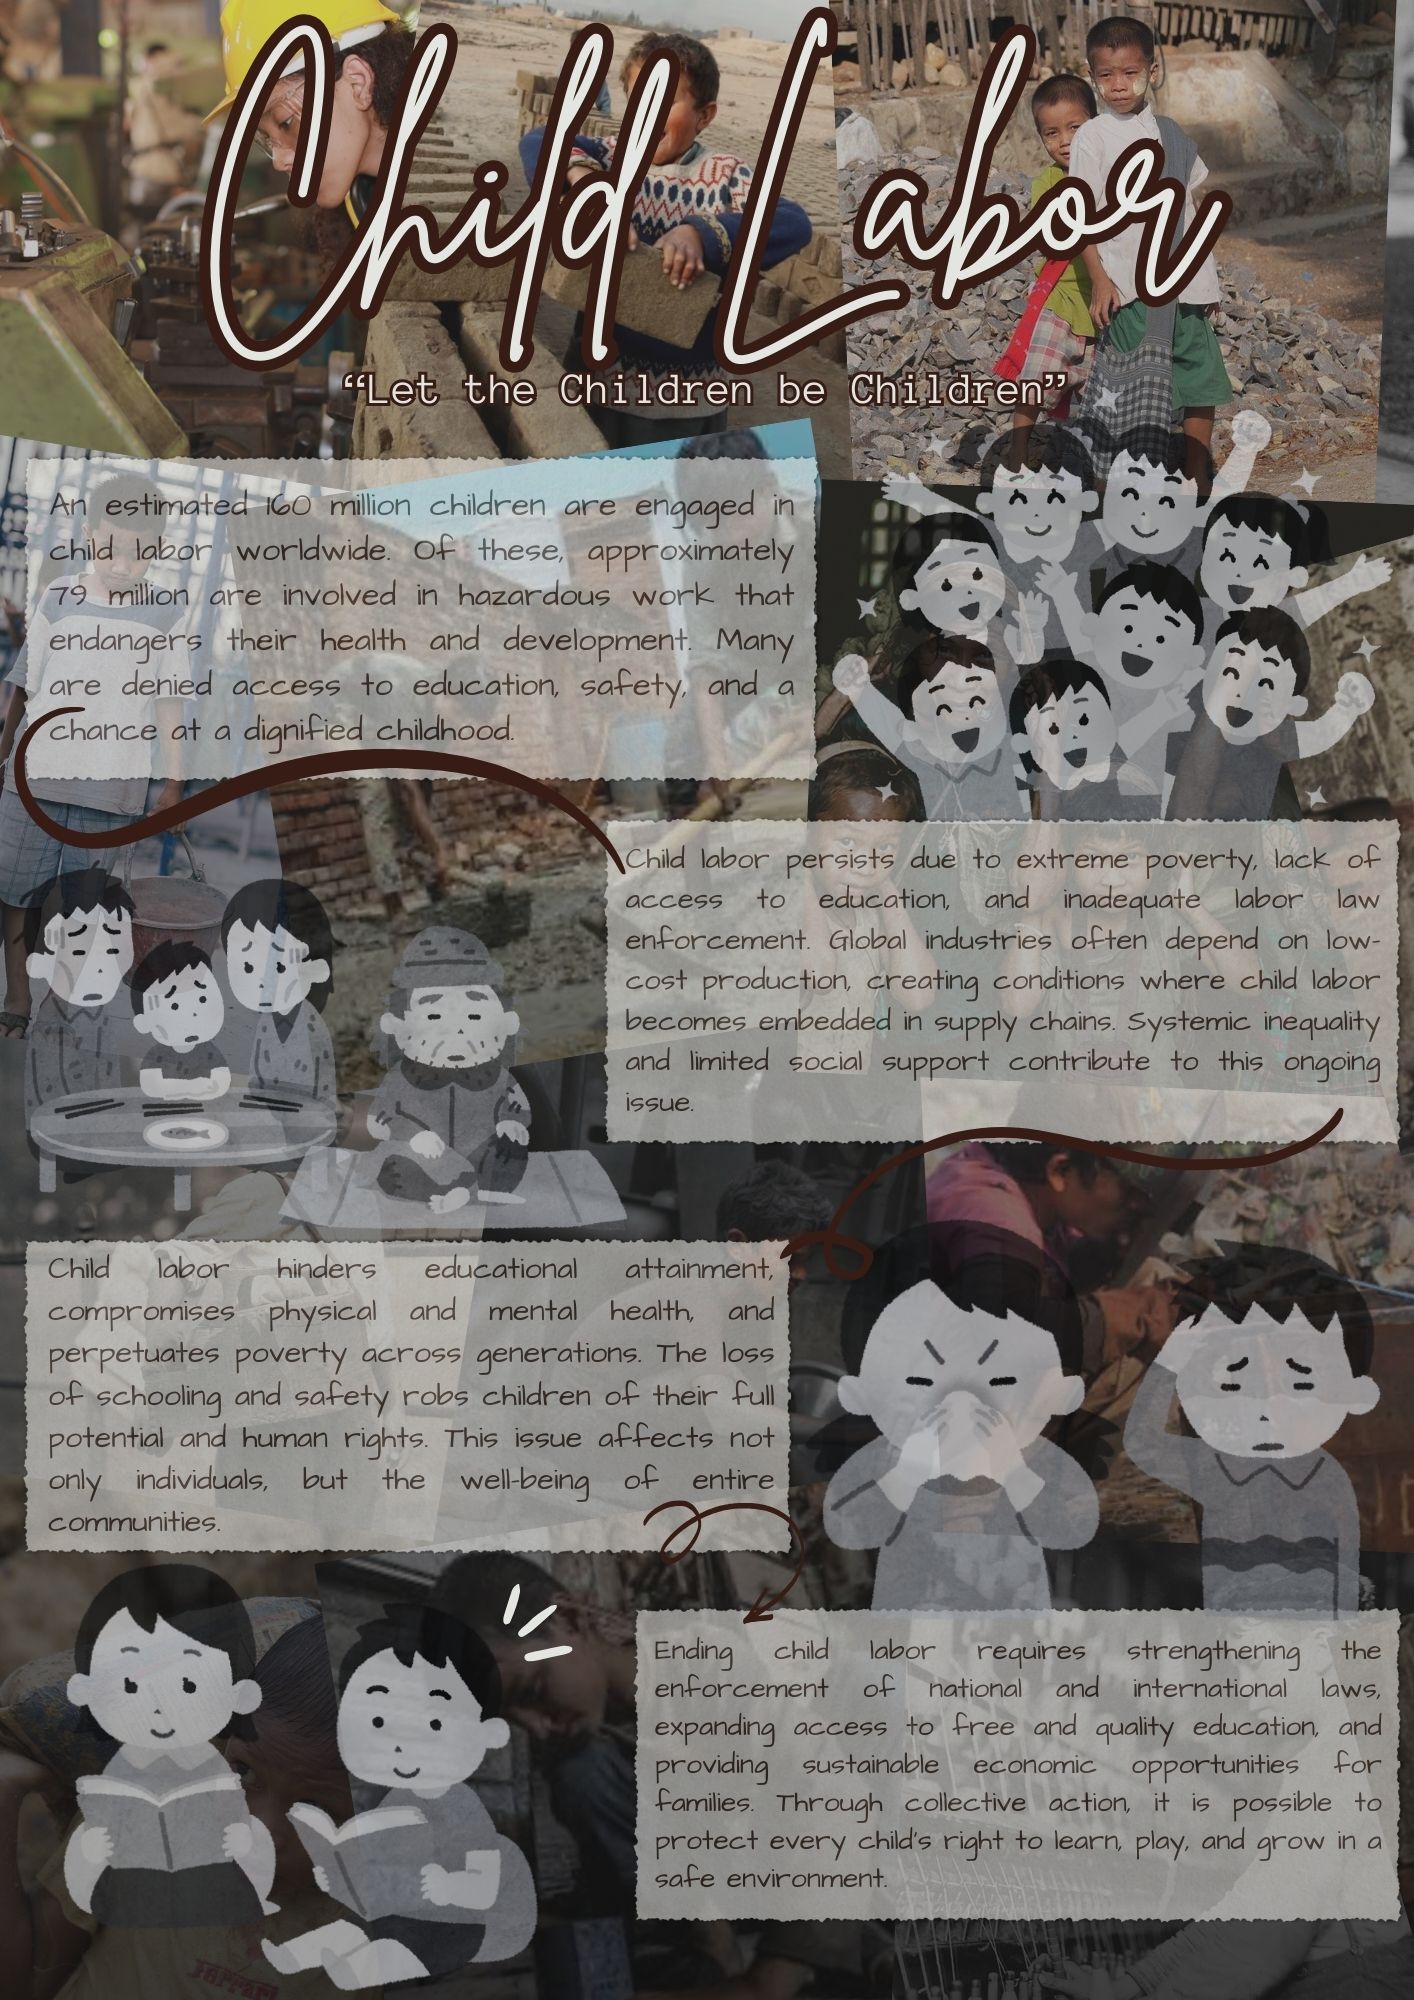 Child Labor
“Let the Children be Children”
An estimated 160 million children are engaged in
child labor worldwide. Of these, approximately
79 million are involved in hazardous work that
endangers their health and development. Many
are denied access to education, safety, and a
chance at a dignified childhood.
Child labor persists due to extreme poverty, lack of
access to education, and inadequate labor law
enforcement. Global industries often depend on low-
cost production, creating conditions where child labor
becomes embedded in supply chains. Systemic inequality
and limited social support contribute to this ongoing
issue.
Child labor hinders educational attainment,
compromises physical and mental health, and
perpetuates poverty across generations. The loss
of schooling and safety robs children of their full
potential and human rights. This issue affects not
only individuals, but the well-being of entire
communities.
Ending child labor requires strengthening the
enforcement of national and international laws,
expanding access to free and quality education, and
providing sustainable economic opportunities for
families. Through collective action, it is possible to
protect every child's right to learn, play, and grow in a
safe environment.
Ferrari